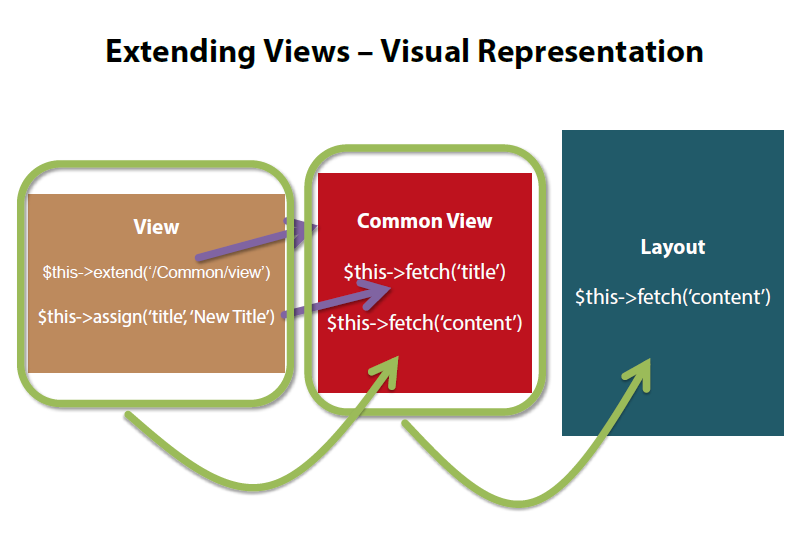 Extending Views – Visual Representation
View
$this->extend(‘/Common/view’)
$this->assign(‘title’, ‘New Title’)
Common View
$this->fetch(‘title’)
$this->fetch(‘content’)
Layout
$this->fetch(‘content’)